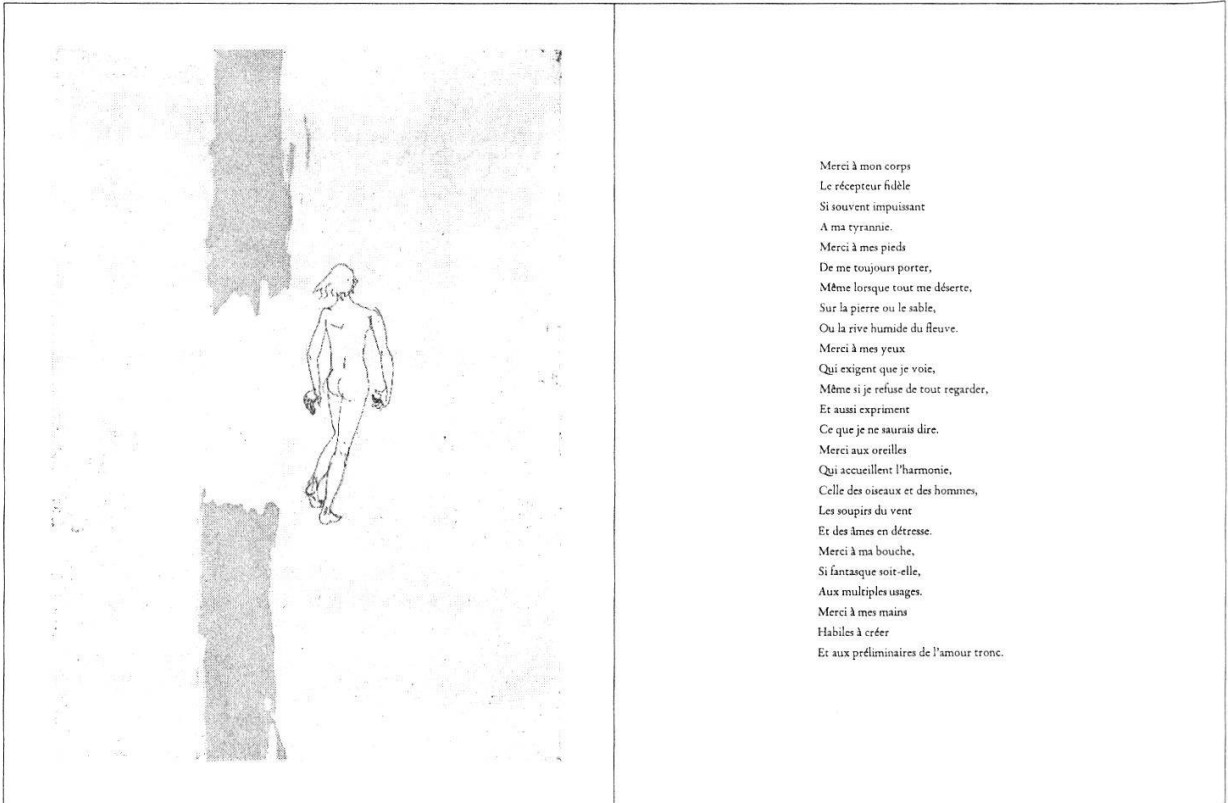 Merci à mon corps
Le récepteur fidèle
Si souvent impuissant
A ma tyrannie.
Merci à mes pieds
De me toujours porter,
Même lorsque tout me déserte,
Sur la pierre ou le sable,
Ou la rive humide du fleuve.
Merci à mes yeux
Qui exigent que je voie,
Même si je refuse de tout regarder,
Et aussi expriment
Ce que je ne saurais dire.
Merci aux oreilles
Qui accueillent l'harmonie,
Celle des oiseaux et des hommes,
Les soupirs du vent
Et des âmes en détresse.
Merci à ma bouche,
Si fantasque soit-elle,
Aux multiples usages.
Merci à mes mains
Habiles à créer
Et aux préliminaires de l'amour tronc.